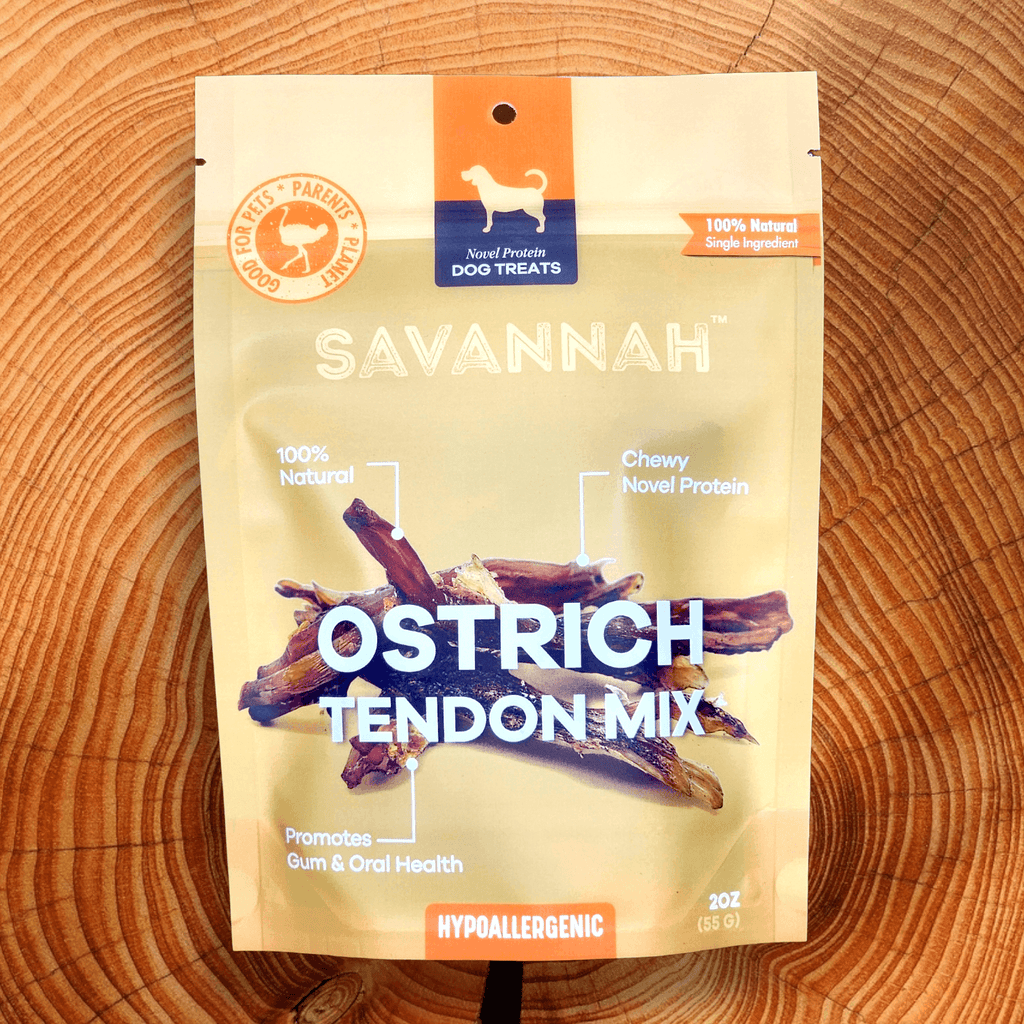 GOOD FOR PETS * PARENTS * PLANET
Novel Protein
DOG TREATS
100% Natural
Single Ingredient
SAVANNAH™
100%
Natural
Chewy
Novel Protein
OSTRICH
TENDON MIX
Promotes
Gum & Oral Health
2OZ
(55 G)
HYPOALLERGENIC